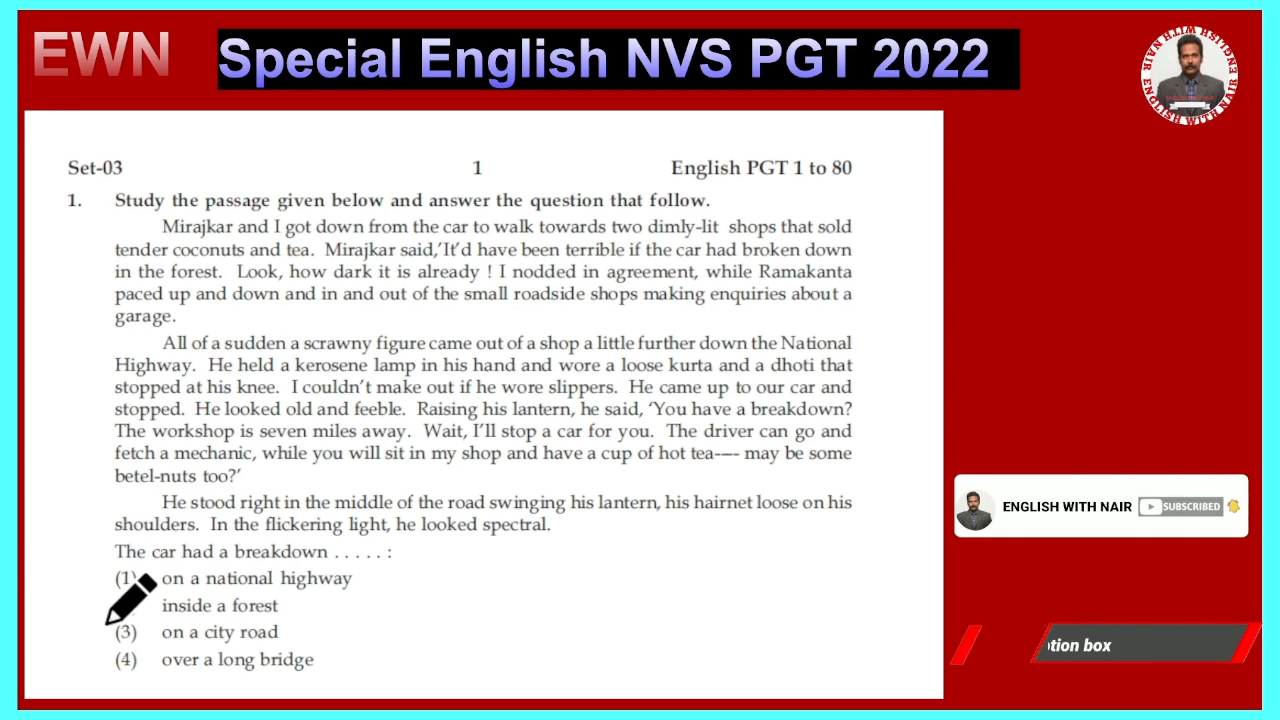 EWN
Special English NVS PGT 2022
ENGLISH WITH NAIR ENGLISH WITH NAIR
Set-03 1 English PGT 1 to 80
1. Study the passage given below and answer the question that follow.
Mirajkar and I got down from the car to walk towards two dimly-lit shops that sold
tender coconuts and tea. Mirajkar said,'It'd have been terrible if the car had broken down
in the forest. Look, how dark it is already ! I nodded in agreement, while Ramakanta
paced up and down and in and out of the small roadside shops making enquiries about a
garage.
All of a sudden a scrawny figure came out of a shop a little further down the National
Highway. He held a kerosene lamp in his hand and wore a loose kurta and a dhoti that
stopped at his knee. I couldn't make out if he wore slippers. He came up to our car and
stopped. He looked old and feeble. Raising his lantern, he said, 'You have a breakdown?
The workshop is seven miles away. Wait, I'll stop a car for you. The driver can go and
fetch a mechanic, while you will sit in my shop and have a cup of hot tea---- may be some
betel-nuts too?'
He stood right in the middle of the road swinging his lantern, his hairnet loose on his
shoulders. In the flickering light, he looked spectral.
The car had a breakdown . . . . . :
(1) on a national highway
inside a forest
(3) on a city road
(4) over a long bridge
ENGLISH WITH NAIR SUBSCRIBED
tion box